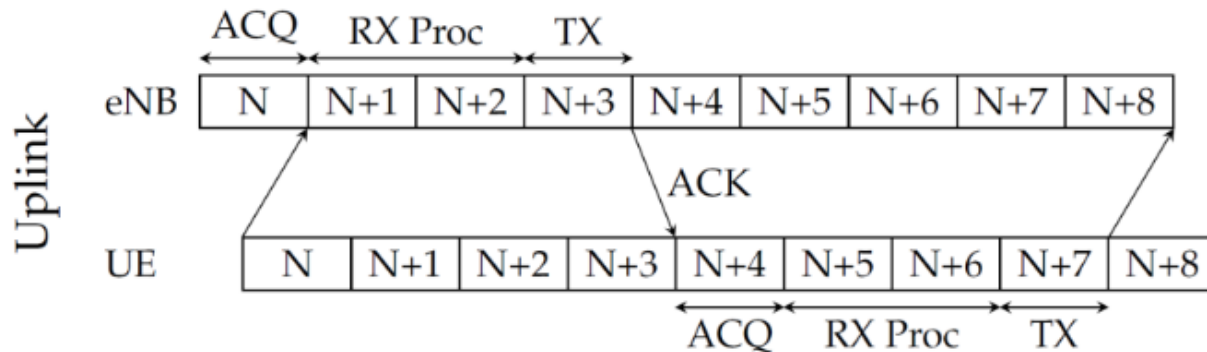 ACQ RX Proc TX
Uplink
eNB N N+1 N+2 N+3 N+4 N+5 N+6 N+7 N+8
ACK
UE N N+1 N+2 N+3 N+4 N+5 N+6 N+7 N+8
ACQ RX Proc TX